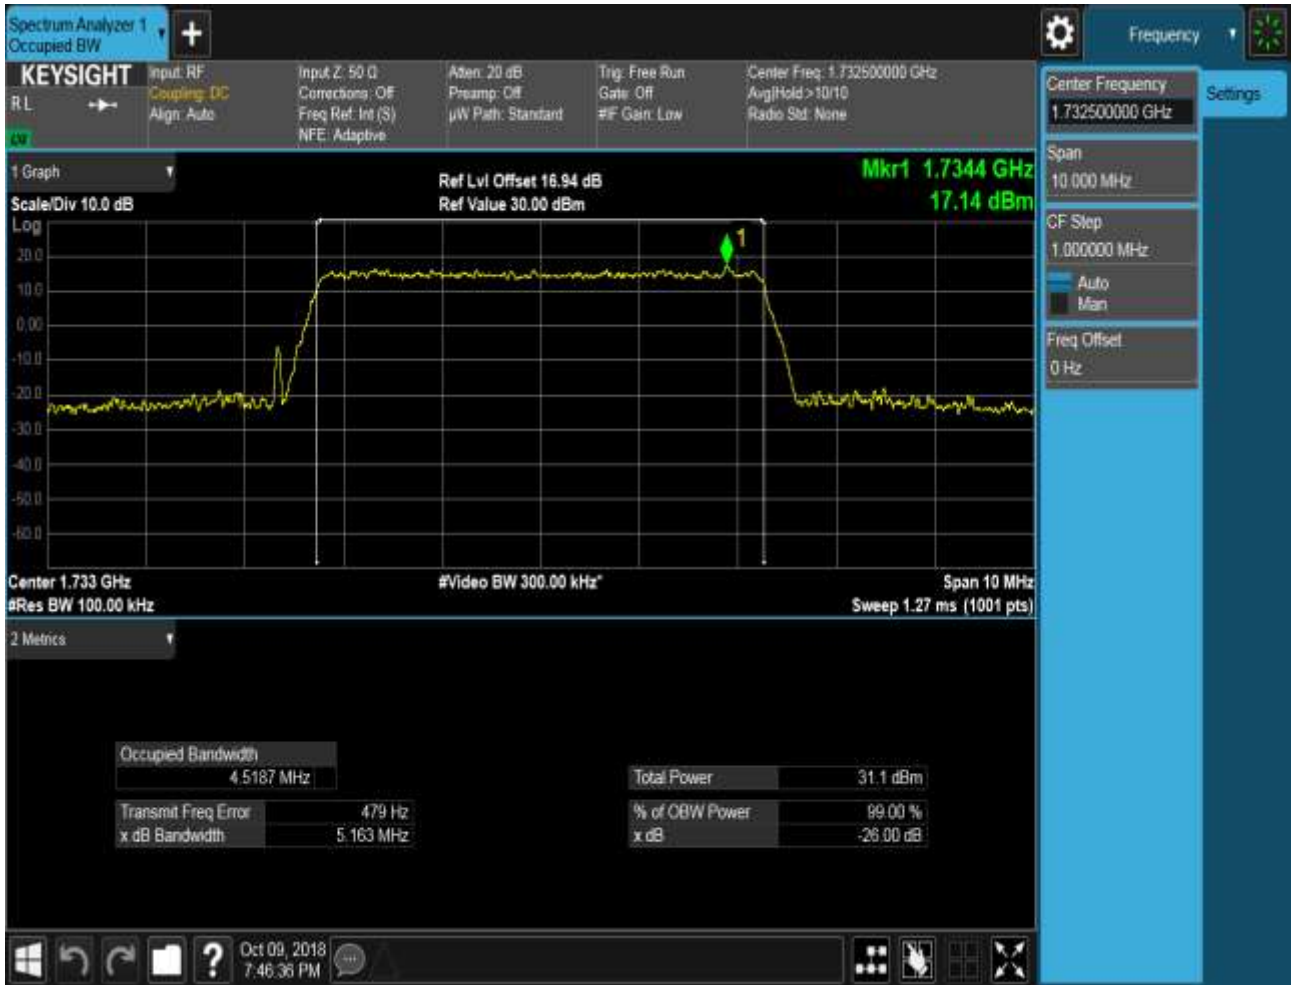 Spectrum Analyzer 1
Occupied BW
Frequency
KEYSIGHT
R L
Input: RF
Coupling: DC
Align: Auto
Input Z: 50 Ω
Corrections: Off
Freq Ref: Int (S)
NFE: Adaptive
Atten: 20 dB
Preamp: Off
µW Path: Standard
Trig: Free Run
Gate: Off
#IF Gain: Low
Center Freq: 1.732500000 GHz
Avg|Hold:>10/10
Radio Std: None
Center Frequency
1.732500000 GHz
Settings
Span
10.000 MHz
CF Step
1.000000 MHz
Auto
Man
Freq Offset
0 Hz
1 Graph
Scale/Div 10.0 dB
Ref Lvl Offset 16.94 dB
Ref Value 30.00 dBm
Mkr1 1.7344 GHz
17.14 dBm
Log
1
20.0
10.0
0.00
-10.0
-20.0
-30.0
-40.0
-50.0
-60.0
Center 1.733 GHz
#Video BW 300.00 kHz*
Span 10 MHz
#Res BW 100.00 kHz
Sweep 1.27 ms (1001 pts)
2 Metrics
Occupied Bandwidth
4.5187 MHz
Total Power 31.1 dBm
Transmit Freq Error 479 Hz
% of OBW Power 99.00 %
x dB Bandwidth 5.163 MHz
x dB -26.00 dB
?
Oct 09, 2018
7:46:36 PM